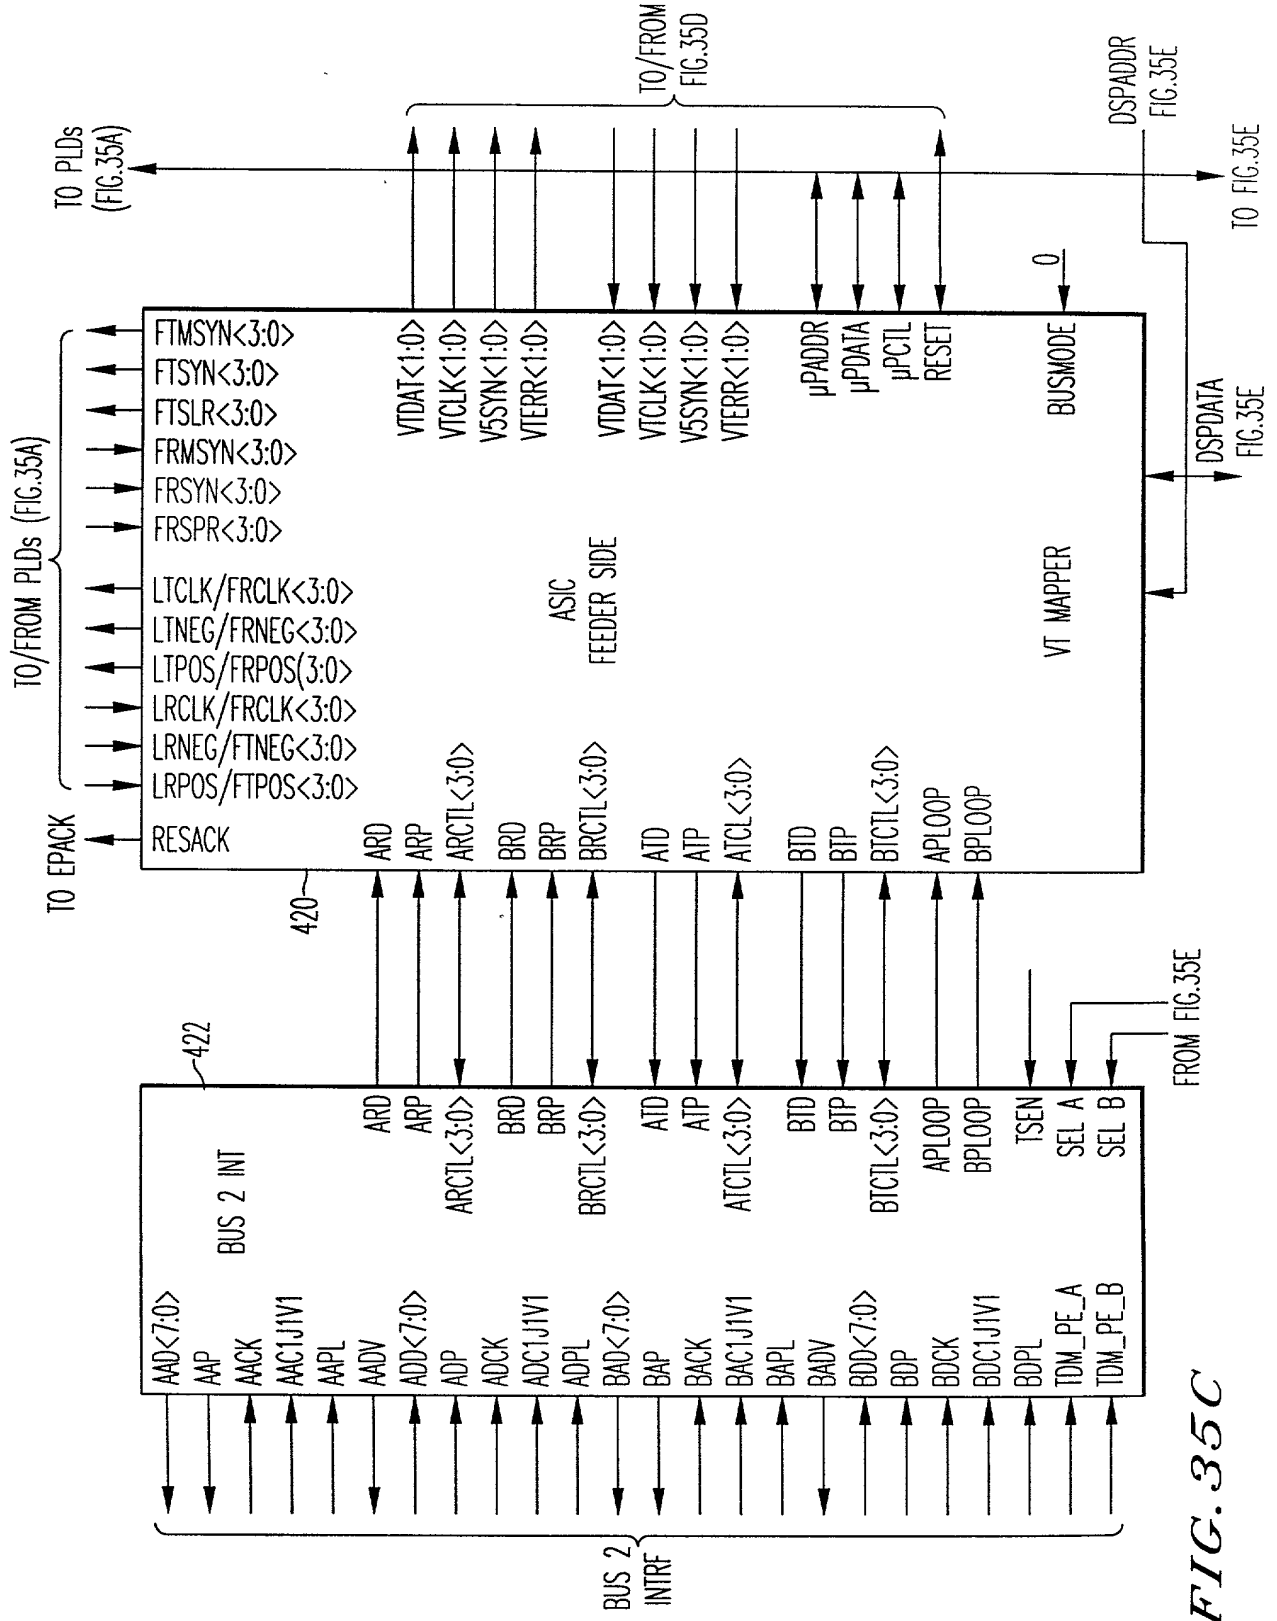 TO/FROM PLDs (FIG.35A)
TO PLDs
(FIG.35A)
TO EPACK
RESACK
LRPOS/FTPOS<3:0>
LRNEG/FTNEG<3:0>
LRCLK/FRCLK<3:0>
LTPOS/FRPOS(3:0>
LTNEG/FRNEG<3:0>
LTCLK/FRCLK<3:0>
FRSPR<3:0>
FRSYN<3:0>
FRMSYN<3:0>
FTSLR<3:0>
FTSYN<3:0>
FTMSYN<3:0>
420
422
BUS 2 INT
BUS 2
INTRF
AAD<7:0>
AAP
AACK
AAC1J1V1
AAPL
AADV
ADD<7:0>
ADP
ADCK
ADC1J1V1
ADPL
BAD<7:0>
BAP
BACK
BAC1J1V1
BAPL
BADV
BDD<7:0>
BDP
BDCK
BDC1J1V1
BDPL
TDM_PE_A
TDM_PE_B
ARD
ARP
ARCTL<3:0>
BRD
BRP
BRCTL<3:0>
ATD
ATP
ATCTL<3:0>
BTD
BTP
BTCTL<3:0>
APLOOP
BPLOOP
TSEN
SEL A
SEL B
FROM FIG.35E
ARD
ARP
ARCTL<3:0>
BRD
BRP
BRCTL<3:0>
ATD
ATP
ATCL<3:0>
BTD
BTP
BTCTL<3:0>
APLOOP
BPLOOP
ASIC
FEEDER SIDE
VT MAPPER
VTDAT<1:0>
VTCLK<1:0>
V5SYN<1:0>
VTERR<1:0>
VTDAT<1:0>
VTCLK<1:0>
V5SYN<1:0>
VTERR<1:0>
µPADDR
µPDATA
µPCTL
RESET
BUSMODE
0
TO/FROM
FIG.35D
DSPADDR
FIG.35E
DSPDATA
FIG.35E
TO FIG.35E
FIG. 35C